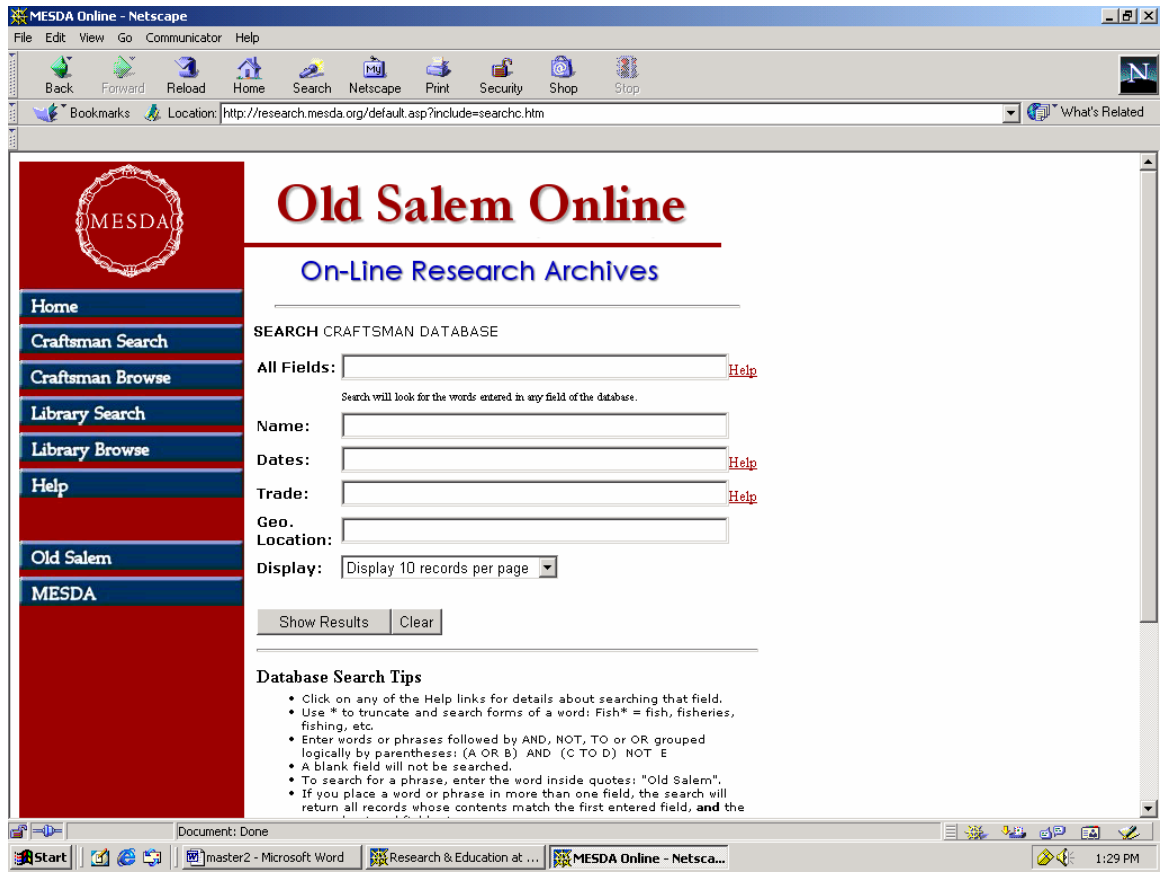 MESDA Online - Netscape
File Edit View Go Communicator Help
My
N
Back Forward Reload Home Search Netscape Print Security Shop Stop
Bookmarks Location: http://research.mesda.org/default.asp?include=searchc.htm What's Related
MESDA
Old Salem Online
On-Line Research Archives
Home
Craftsman Search
Craftsman Browse
Library Search
Library Browse
Help
Old Salem
MESDA
SEARCH CRAFTSMAN DATABASE
All Fields: Help
Search will look for the words entered in any field of the database.
Name:
Dates: Help
Trade: Help
Geo.
Location:
Display: Display 10 records per page
Show Results Clear
Database Search Tips
• Click on any of the Help links for details about searching that field.
• Use * to truncate and search forms of a word: Fish* = fish, fisheries,
fishing, etc.
• Enter words or phrases followed by AND, NOT, TO or OR grouped
logically by parentheses: (A OR B) AND (C TO D) NOT E
• A blank field will not be searched.
• To search for a phrase, enter the word inside quotes: "Old Salem".
• If you place a word or phrase in more than one field, the search will
return all records whose contents match the first entered field, and the
Document: Done
Start master2 - Microsoft Word Research & Education at ... MESDA Online - Netsca... 1:29 PM